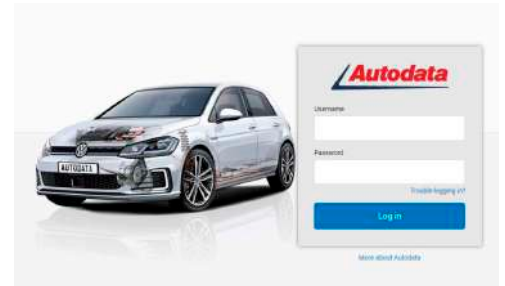 Autodata
Username
AUTODATA
Password
Trouble logging in?
Log in
More about Autodata